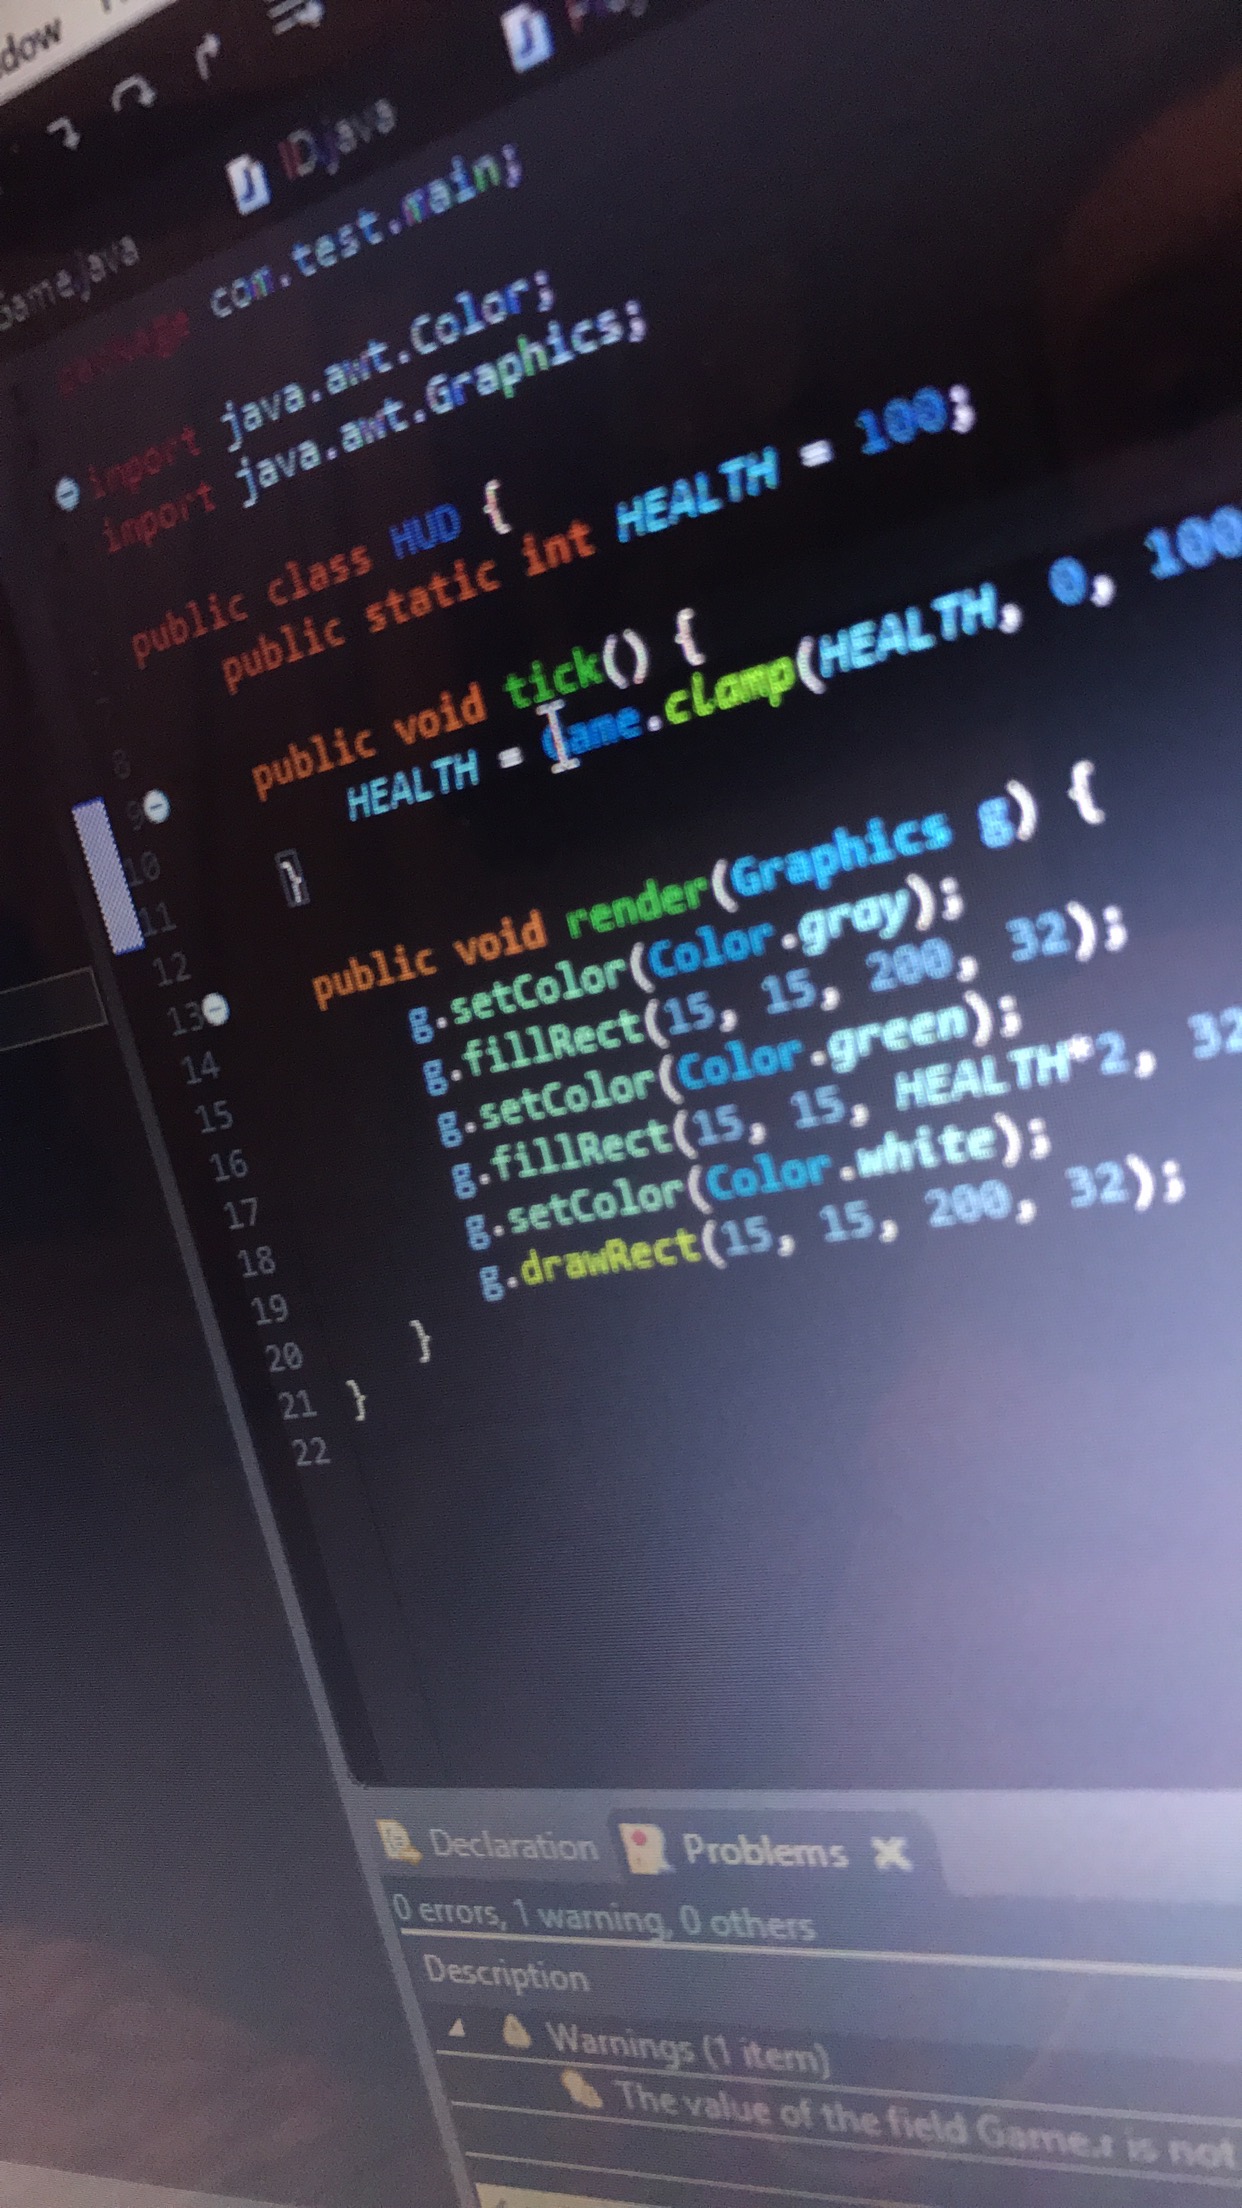 dow
ID.java
Game.java
package com.test.main;
import java.awt.Color;
import java.awt.Graphics;
public class HUD {
public static int HEALTH = 100;
8
public void tick() {
9
HEALTH = Game.clamp(HEALTH, 0, 100
10
11 }
12
13 public void render(Graphics g) {
14 g.setColor(Color.gray);
15 g.fillRect(15, 15, 200, 32);
16 g.setColor(Color.green);
17 g.fillRect(15, 15, HEALTH*2, 32
18 g.setColor(Color.white);
19 g.drawRect(15, 15, 200, 32);
20 }
21 }
22
Declaration Problems
0 errors, 1 warning, 0 others
Description
Warnings (1 item)
The value of the field Game.r is not